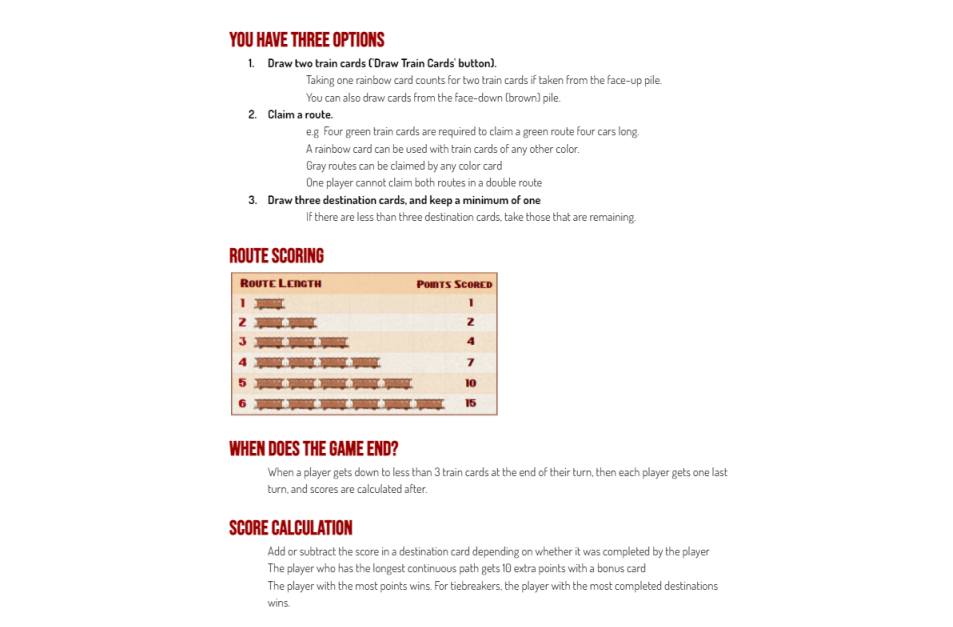 YOU HAVE THREE OPTIONS
1. Draw two train cards ('Draw Train Cards' button).
Taking one rainbow card counts for two train cards if taken from the face-up pile.
You can also draw cards from the face-down (brown) pile.
2. Claim a route.
e.g Four green train cards are required to claim a green route four cars long.
A rainbow card can be used with train cards of any other color.
Gray routes can be claimed by any color card
One player cannot claim both routes in a double route
3. Draw three destination cards, and keep a minimum of one
If there are less than three destination cards, take those that are remaining.
ROUTE SCORING
ROUTE LENGTH POINTS SCORED
1 1
2 2
3 4
4 7
5 10
6 15
WHEN DOES THE GAME END?
When a player gets down to less than 3 train cards at the end of their turn, then each player gets one last
turn, and scores are calculated after.
SCORE CALCULATION
Add or subtract the score in a destination card depending on whether it was completed by the player
The player who has the longest continuous path gets 10 extra points with a bonus card
The player with the most points wins. For tiebreakers, the player with the most completed destinations
wins.